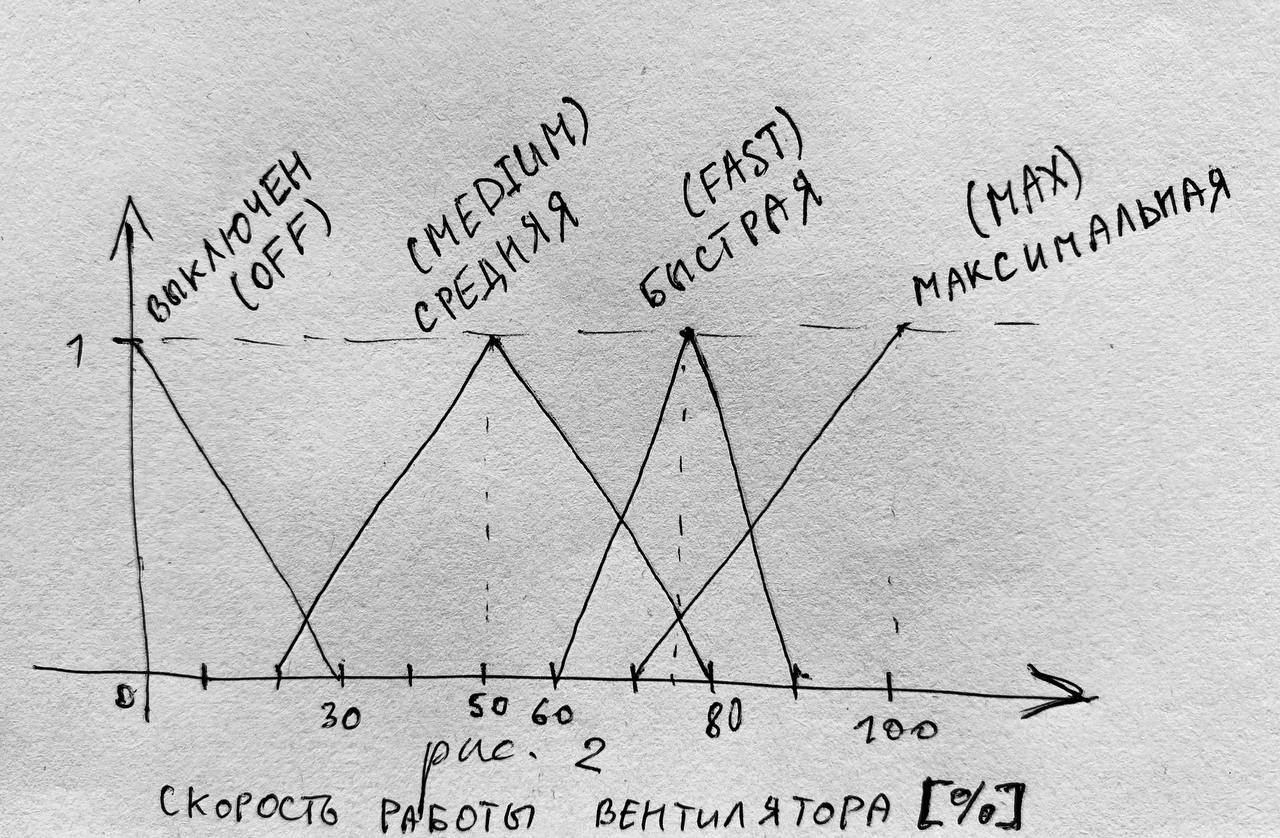 ВЫКЛЮЧЕН
(OFF)
(MEDIUM)
СРЕДНЯЯ
(FAST)
БЫСТРАЯ
(MAX)
МАКСИМАЛЬНАЯ
1
0
30
50
60
80
100
рис. 2
СКОРОСТЬ РАБОТЫ ВЕНТИЛЯТОРА [%]